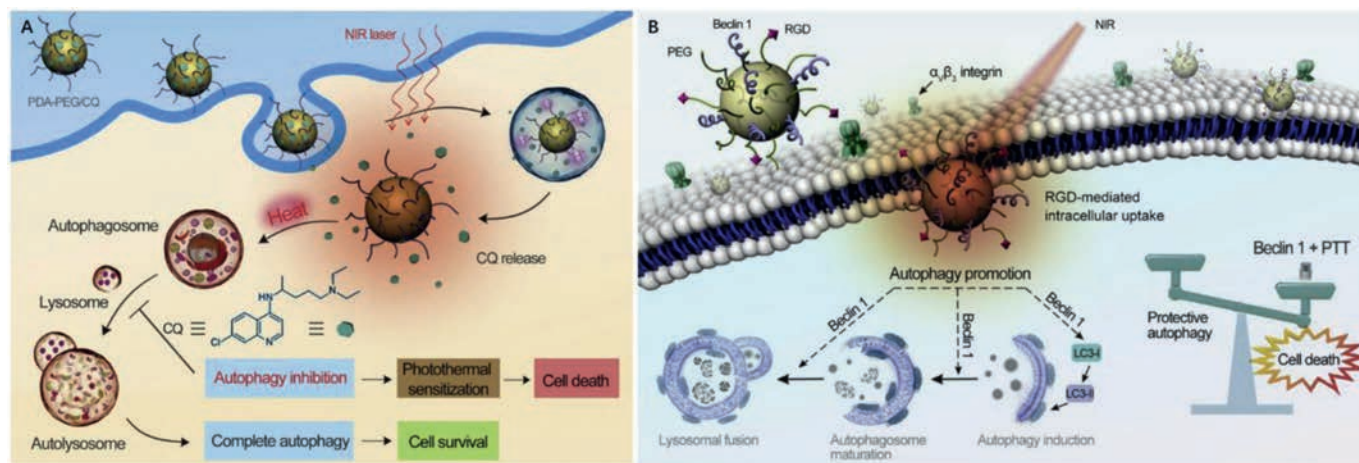 A
NIR laser
PDA-PEG/CQ
Heat
Autophagosome
CQ release
Lysosome
CQ ≡
HN
N
Cl
N
≡
Autophagy inhibition
Photothermal
sensitization
Cell death
Autolysosome
Complete autophagy
Cell survival
B
Beclin 1
RGD
NIR
PEG
αvβ3 integrin
RGD-mediated
intracellular uptake
Autophagy promotion
Beclin 1 + PTT
Beclin 1
Beclin 1
Beclin 1
Protective
autophagy
LC3-I
Cell death
LC3-II
Lysosomal fusion
Autophagosome
maturation
Autophagy induction